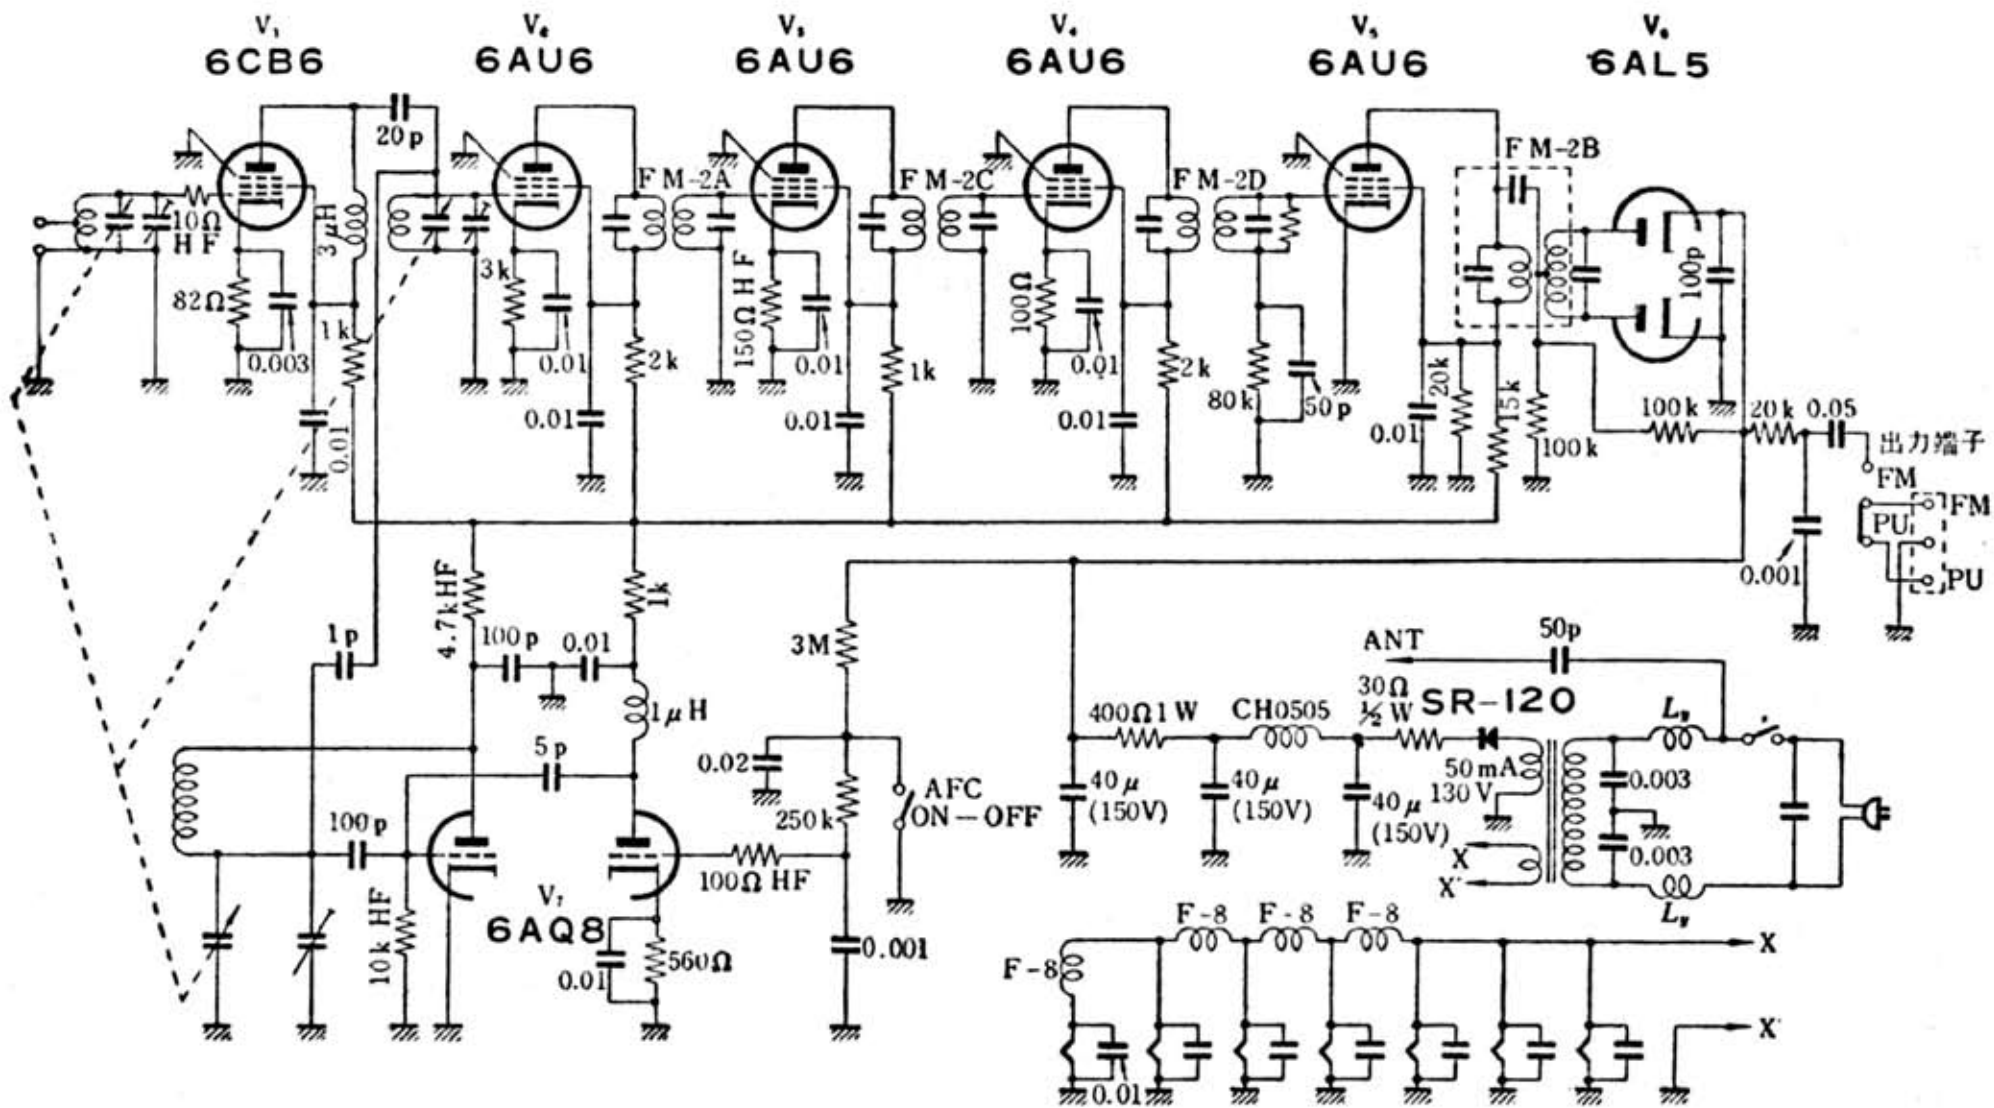 V₁
6CB6
V₂
6AU6
V₃
6AU6
V₄
6AU6
V₅
6AU6
V₆
6AL5
20p
10Ω
HF
3μH
82Ω
0.003
1k
0.01
3k
0.01
0.01
2k
FM-2A
150Ω HF
0.01
0.01
1k
FM-2C
100Ω
0.01
0.01
2k
FM-2D
80k
50p
0.01
20k
15k
FM-2B
100k
100p
100k
20k
0.05
0.001
出力端子
FM
PU
FM
PU
4.7kHF
1k
100p
0.01
1μH
1p
5p
100p
10k HF
V₇
6AQ8
0.01
560Ω
100Ω HF
3M
0.02
250k
AFC
ON-OFF
0.001
ANT
50p
400Ω1W
CH0505
30Ω
½W
SR-120
50mA
130V
40μ
(150V)
40μ
(150V)
40μ
(150V)
0.003
0.003
X
X'
F-8
F-8
F-8
F-8
0.01
X
X'